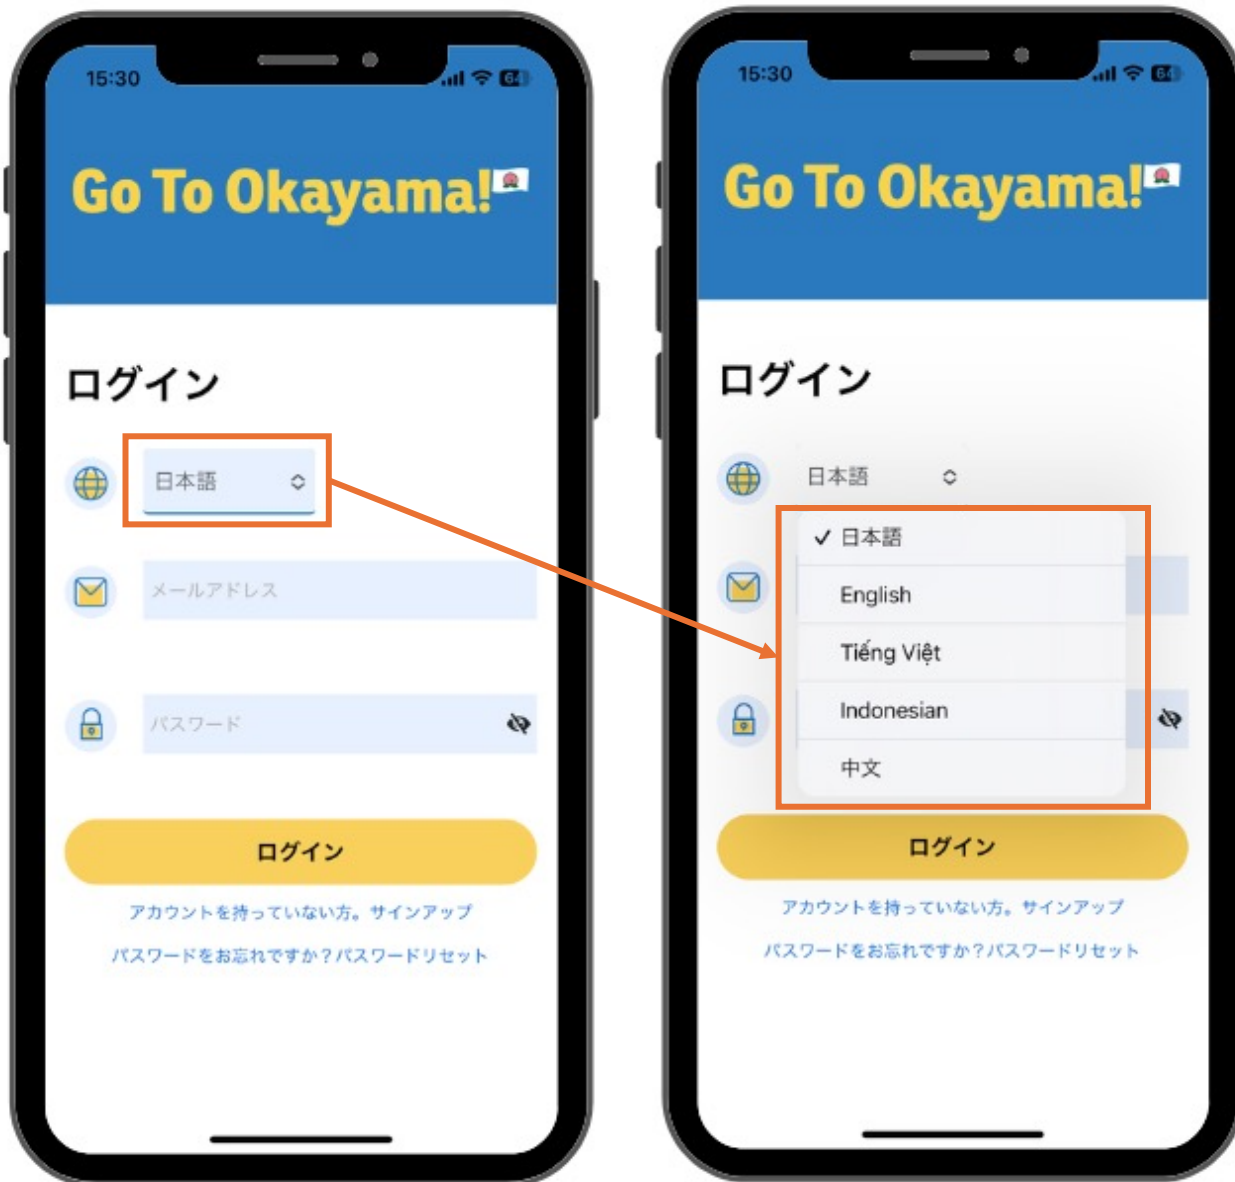 15:30
64
Go To Okayama!
ログイン
日本語
メールアドレス
パスワード
ログイン
アカウントを持っていない方。サインアップ
パスワードをお忘れですか？パスワードリセット
15:30
64
Go To Okayama!
ログイン
日本語
✓ 日本語
English
Tiếng Việt
Indonesian
中文
ログイン
アカウントを持っていない方。サインアップ
パスワードをお忘れですか？パスワードリセット